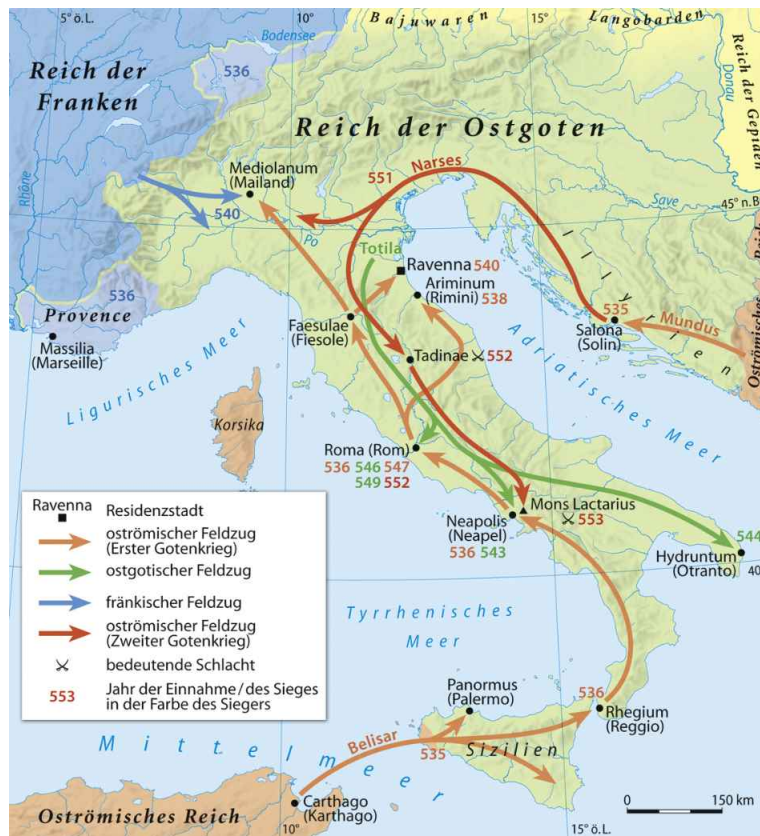 5° ö.L.
10°
15°
Bajuwaren
Langobarden
Bodensee
536
Reich der
Franken
Donau
Reich der Gepiden
Reich der Ostgoten
Rhône
Mediolanum
(Mailand)
551
Narses
540
Save
45° n.B
Po
Totila
Ravenna 540
Illyrien
Ariminum
(Rimini) 538
536
Provence
535
Mundus
Massilia
(Marseille)
Faesulae
(Fiesole)
Salona
(Solin)
Oströmisches
Reich
Ligurisches Meer
Tadinae
552
Adriatisches Meer
Korsika
Roma (Rom)
536 546 547
549 552
Mons Lactarius
553
Neapolis
(Neapel)
536 543
544
Hydruntum
(Otranto)
40
Ravenna
Residenzstadt
oströmischer Feldzug
(Erster Gotenkrieg)
ostgotischer Feldzug
fränkischer Feldzug
oströmischer Feldzug
(Zweiter Gotenkrieg)
bedeutende Schlacht
553
Jahr der Einnahme/des Sieges
in der Farbe des Siegers
Tyrrhenisches
Meer
Panormus
(Palermo)
536
Rhegium
(Reggio)
Mittelmeer
Belisar
535
Sizilien
Carthago
(Karthago)
Oströmisches Reich
0
150 km
10°
15° ö.L.